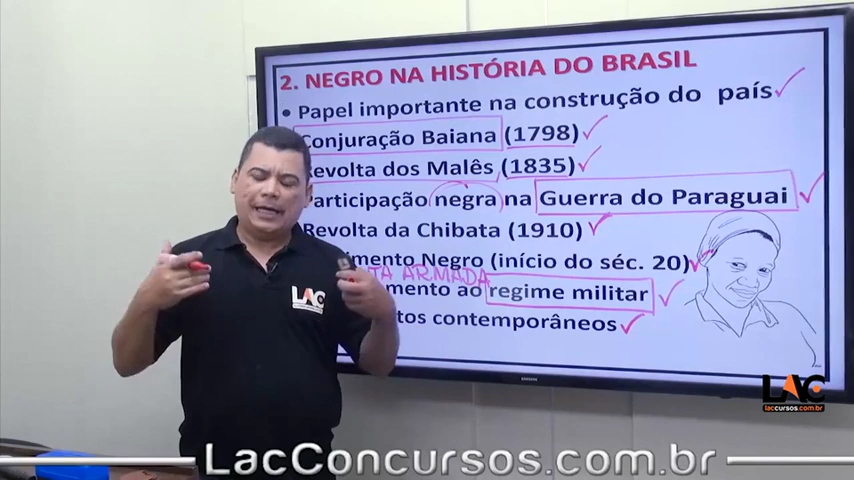 2. NEGRO NA HISTÓRIA DO BRASIL
• Papel importante na construção do país
Conjuração Baiana (1798)
Revolta dos Malês (1835)
Participação negra na Guerra do Paraguai
Revolta da Chibata (1910)
Negro (início do séc. 20)
ARMADA
ao regime militar
contemporâneos
LAC
LAC
laccursos.com.br
LacConcursos.com.br